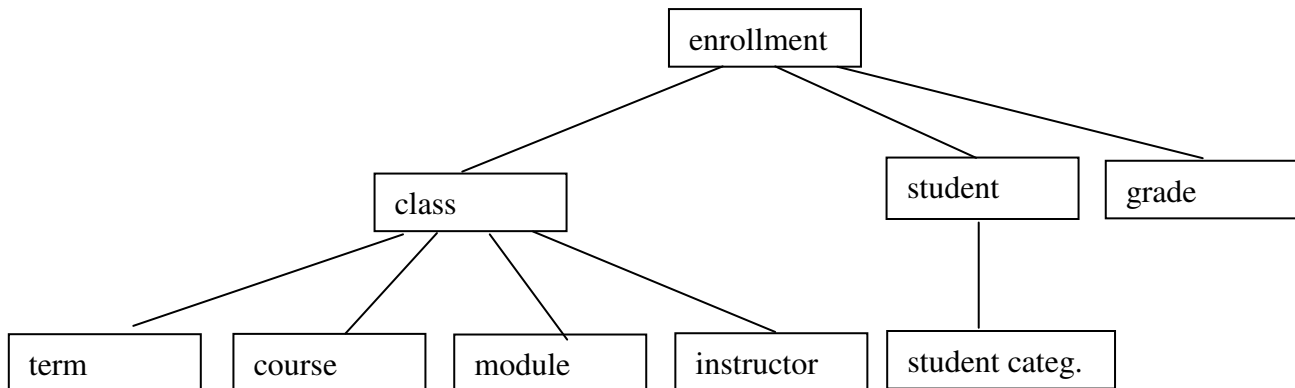 enrollment
class
student
grade
term
course
module
instructor
student categ.